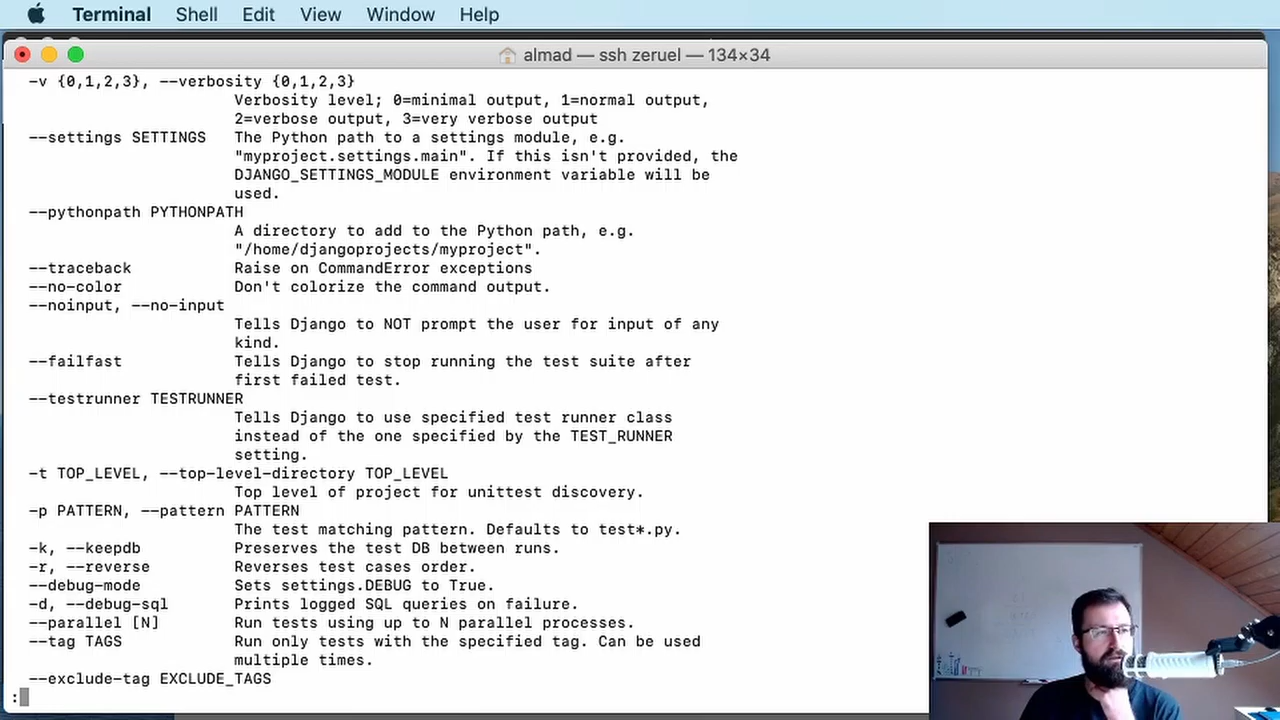 Terminal Shell Edit View Window Help
almad — ssh zeruel — 134×34
-v {0,1,2,3}, --verbosity {0,1,2,3}
Verbosity level; 0=minimal output, 1=normal output,
2=verbose output, 3=very verbose output
--settings SETTINGS The Python path to a settings module, e.g.
"myproject.settings.main". If this isn't provided, the
DJANGO_SETTINGS_MODULE environment variable will be
used.
--pythonpath PYTHONPATH
A directory to add to the Python path, e.g.
"/home/djangoprojects/myproject".
--traceback Raise on CommandError exceptions
--no-color Don't colorize the command output.
--noinput, --no-input
Tells Django to NOT prompt the user for input of any
kind.
--failfast Tells Django to stop running the test suite after
first failed test.
--testrunner TESTRUNNER
Tells Django to use specified test runner class
instead of the one specified by the TEST_RUNNER
setting.
-t TOP_LEVEL, --top-level-directory TOP_LEVEL
Top level of project for unittest discovery.
-p PATTERN, --pattern PATTERN
The test matching pattern. Defaults to test*.py.
-k, --keepdb Preserves the test DB between runs.
-r, --reverse Reverses test cases order.
--debug-mode Sets settings.DEBUG to True.
-d, --debug-sql Prints logged SQL queries on failure.
--parallel [N] Run tests using up to N parallel processes.
--tag TAGS Run only tests with the specified tag. Can be used
multiple times.
--exclude-tag EXCLUDE_TAGS
: